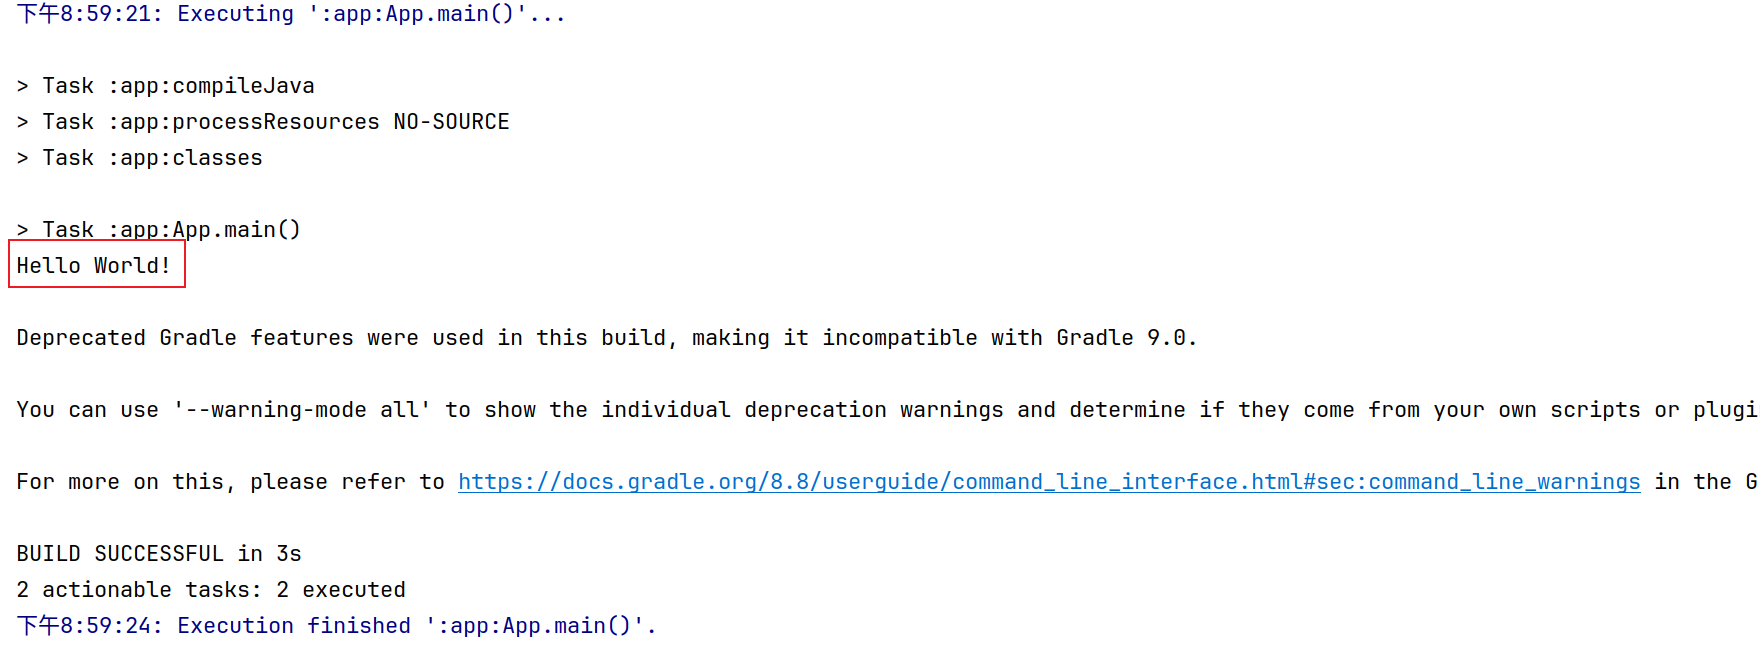 下午8:59:21: Executing ':app:App.main()'...
> Task :app:compileJava
> Task :app:processResources NO-SOURCE
> Task :app:classes
> Task :app:App.main()
Hello World!
Deprecated Gradle features were used in this build, making it incompatible with Gradle 9.0.
You can use '--warning-mode all' to show the individual deprecation warnings and determine if they come from your own scripts or plugi
For more on this, please refer to https://docs.gradle.org/8.8/userguide/command_line_interface.html#sec:command_line_warnings in the G
BUILD SUCCESSFUL in 3s
2 actionable tasks: 2 executed
下午8:59:24: Execution finished ':app:App.main()'.